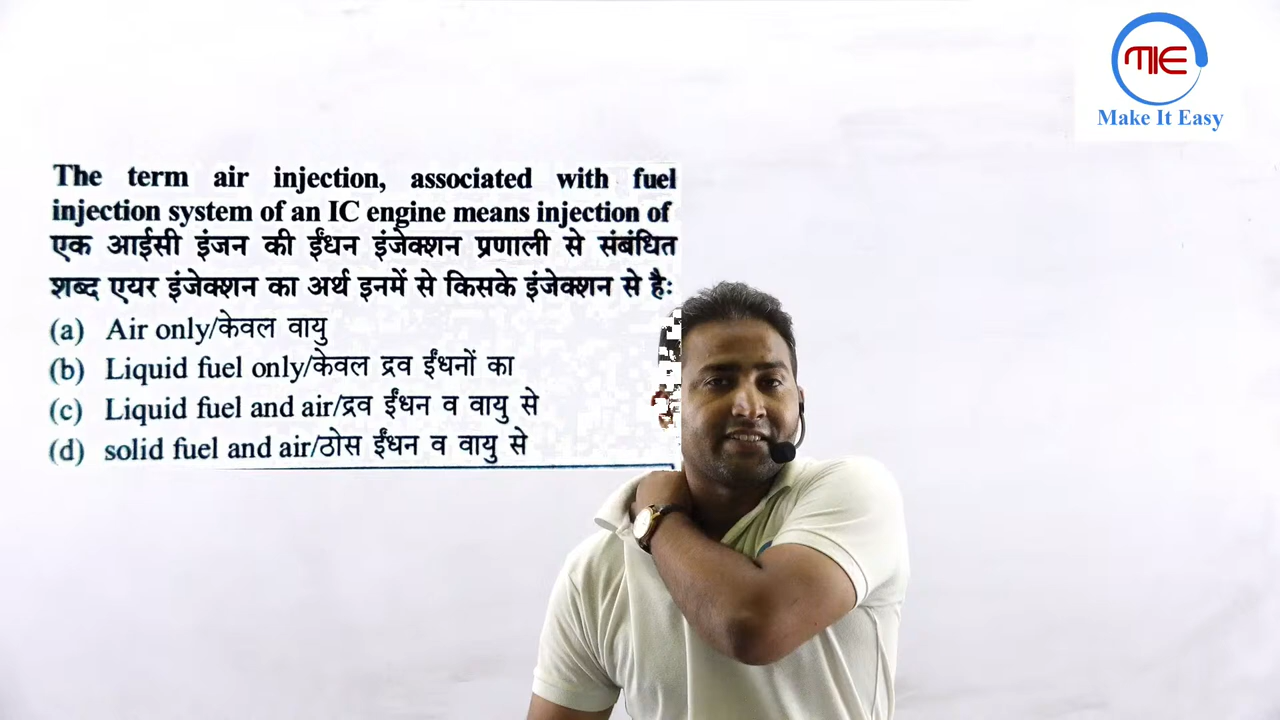 MIE
Make It Easy
The term air injection, associated with fuel
injection system of an IC engine means injection of
एक आईसी इंजन की ईंधन इंजेक्शन प्रणाली से संबंधित
शब्द एयर इंजेक्शन का अर्थ इनमें से किसके इंजेक्शन से है:
(a) Air only/केवल वायु
(b) Liquid fuel only/केवल द्रव ईंधनों का
(c) Liquid fuel and air/द्रव ईंधन व वायु से
(d) solid fuel and air/ठोस ईंधन व वायु से